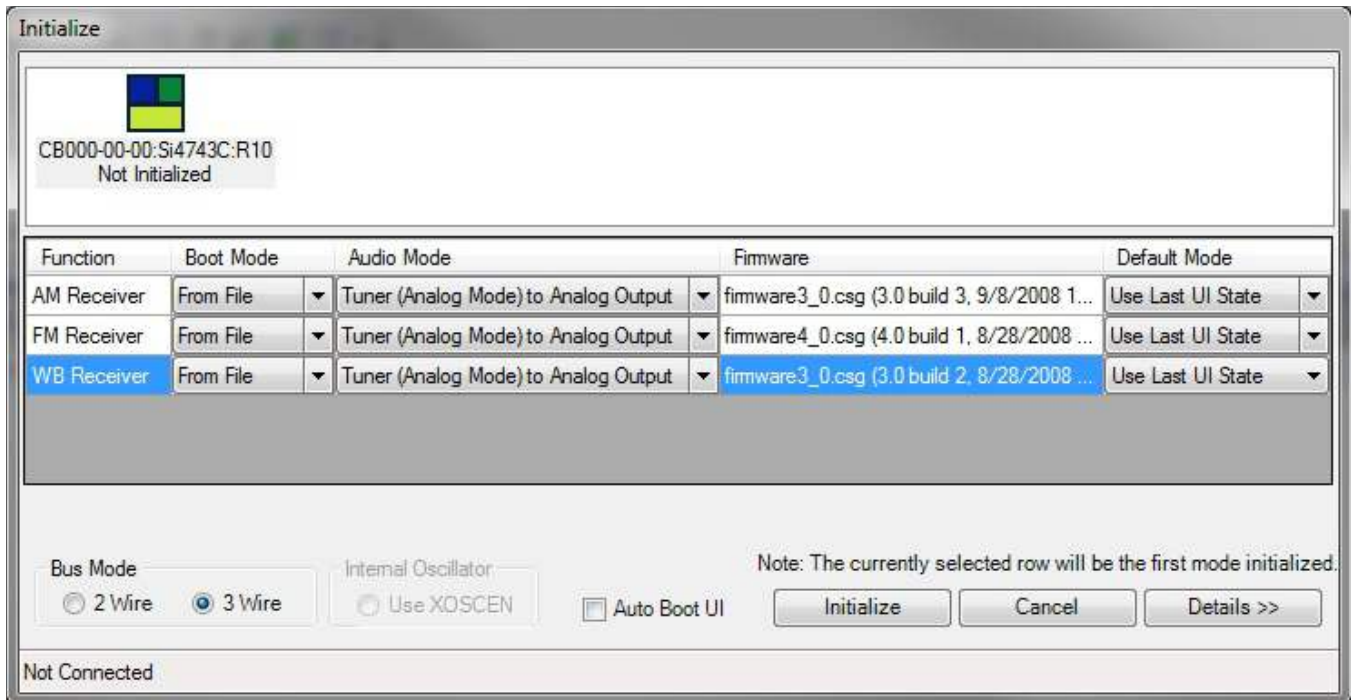 Initialize
CB000-00-00:Si4743C:R10
Not Initialized
Function Boot Mode Audio Mode Firmware Default Mode
AM Receiver From File Tuner (Analog Mode) to Analog Output firmware3_0.csg (3.0 build 3, 9/8/2008 1... Use Last UI State
FM Receiver From File Tuner (Analog Mode) to Analog Output firmware4_0.csg (4.0 build 1, 8/28/2008 ... Use Last UI State
WB Receiver From File Tuner (Analog Mode) to Analog Output firmware3_0.csg (3.0 build 2, 8/28/2008 ... Use Last UI State
Note: The currently selected row will be the first mode initialized.
Bus Mode Internal Oscillator
2 Wire 3 Wire Use XOSCEN Auto Boot UI Initialize Cancel Details >>
Not Connected